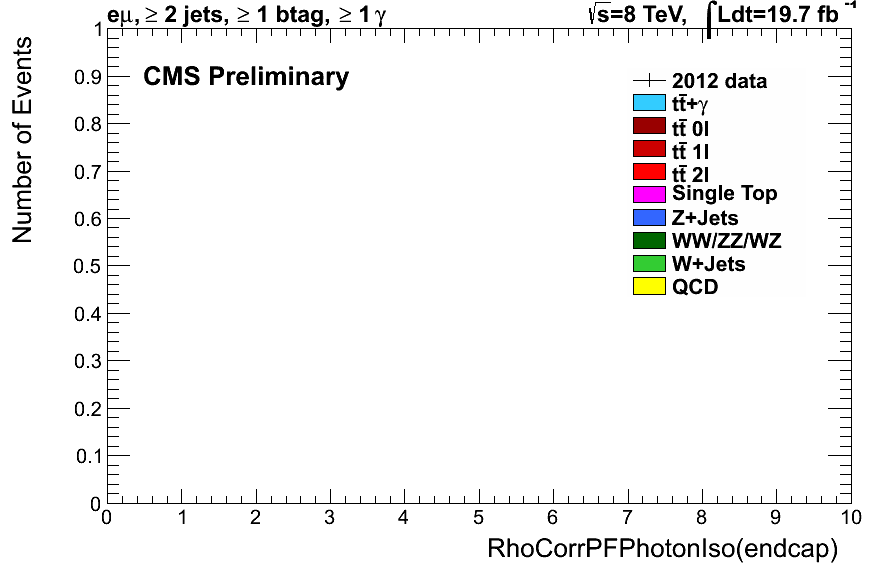 eμ, ≥ 2 jets, ≥ 1 btag, ≥ 1 γ
√s=8 TeV, ∫Ldt=19.7 fb⁻¹
CMS Preliminary
2012 data
tt̅+γ
tt̅ 0l
tt̅ 1l
tt̅ 2l
Single Top
Z+Jets
WW/ZZ/WZ
W+Jets
QCD
Number of Events
1
0.9
0.8
0.7
0.6
0.5
0.4
0.3
0.2
0.1
0
0 1 2 3 4 5 6 7 8 9 10
RhoCorrPFPhotonIso(endcap)